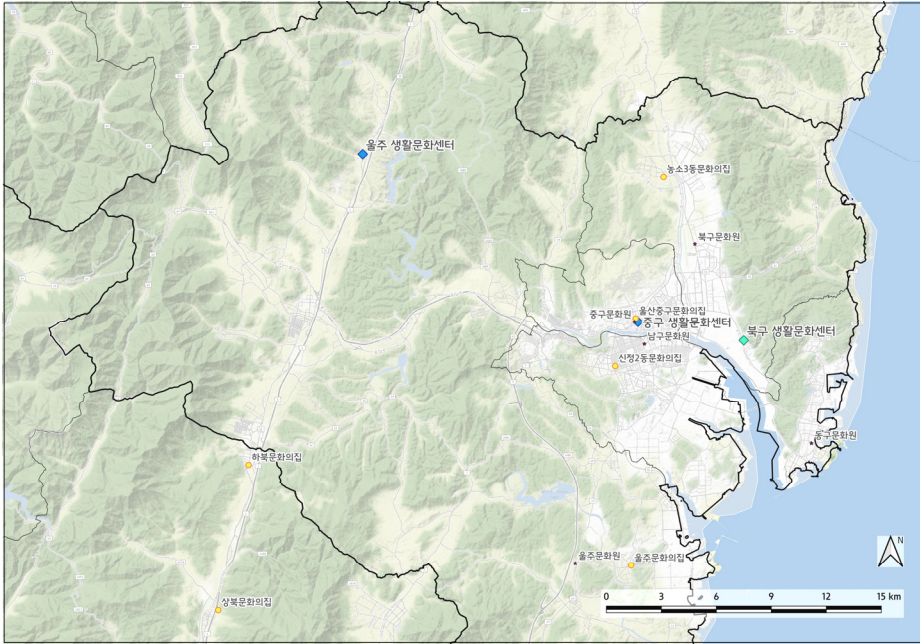 울주 생활문화센터
농소3동문화의집
북구문화원
중구문화원
울산중구문화의집
중구 생활문화센터
북구 생활문화센터
남구문화원
신정2동문화의집
동구문화원
하북문화의집
울주문화원
울주문화의집
N
상북문화의집
0 3 6 9 12 15 km